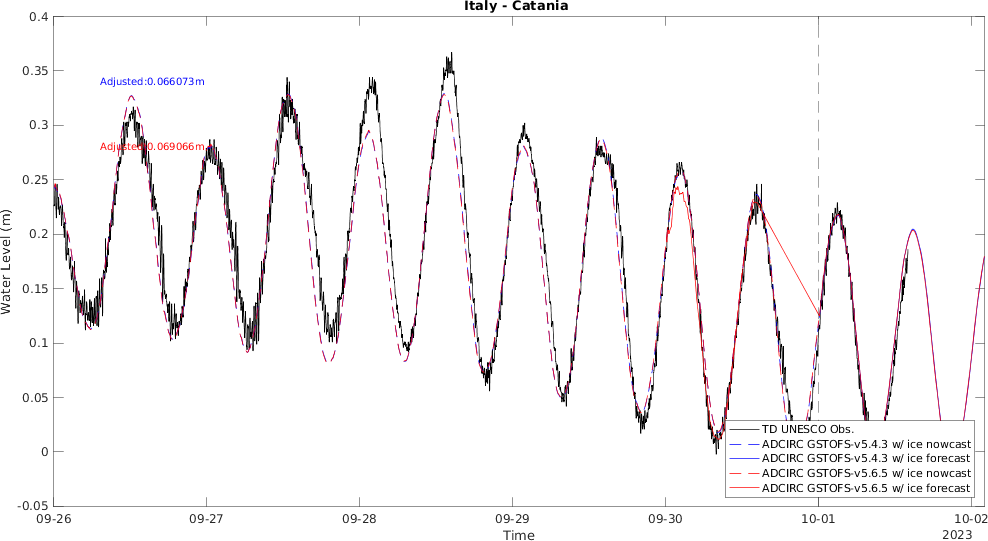 Italy - Catania
0.4
0.35
0.3
0.25
0.2
0.15
0.1
0.05
0
-0.05
Water Level (m)
Adjusted:0.066073m
Adjusted:0.069066m
TD UNESCO Obs.
ADCIRC GSTOFS-v5.4.3 w/ ice nowcast
ADCIRC GSTOFS-v5.4.3 w/ ice forecast
ADCIRC GSTOFS-v5.6.5 w/ ice nowcast
ADCIRC GSTOFS-v5.6.5 w/ ice forecast
09-26 09-27 09-28 09-29 09-30 10-01 10-02
2023
Time